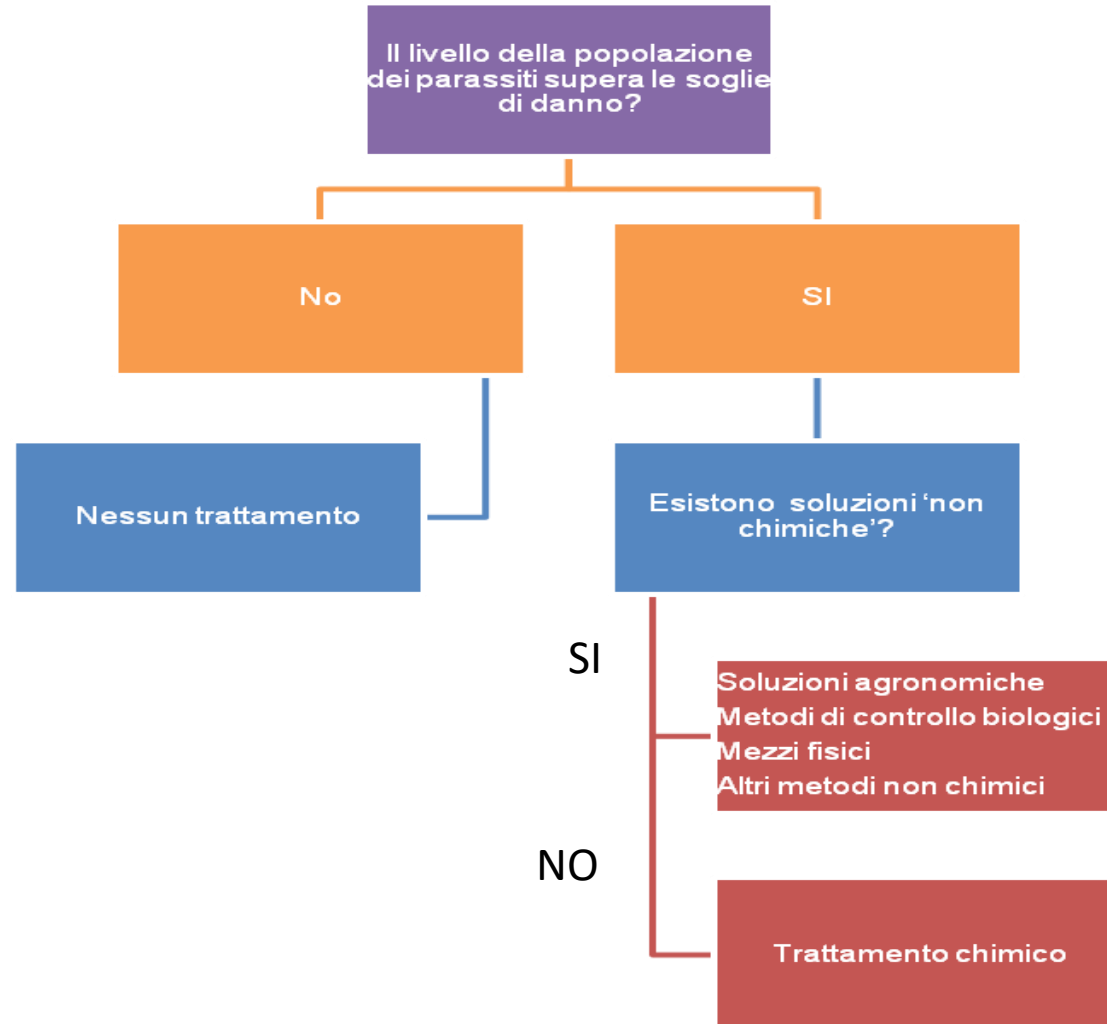 Il livello della popolazione
dei parassiti supera le soglie
di danno?
No
SI
Nessun trattamento
Esistono soluzioni ‘non
chimiche’?
SI
Soluzioni agronomiche
Metodi di controllo biologici
Mezzi fisici
Altri metodi non chimici
NO
Trattamento chimico